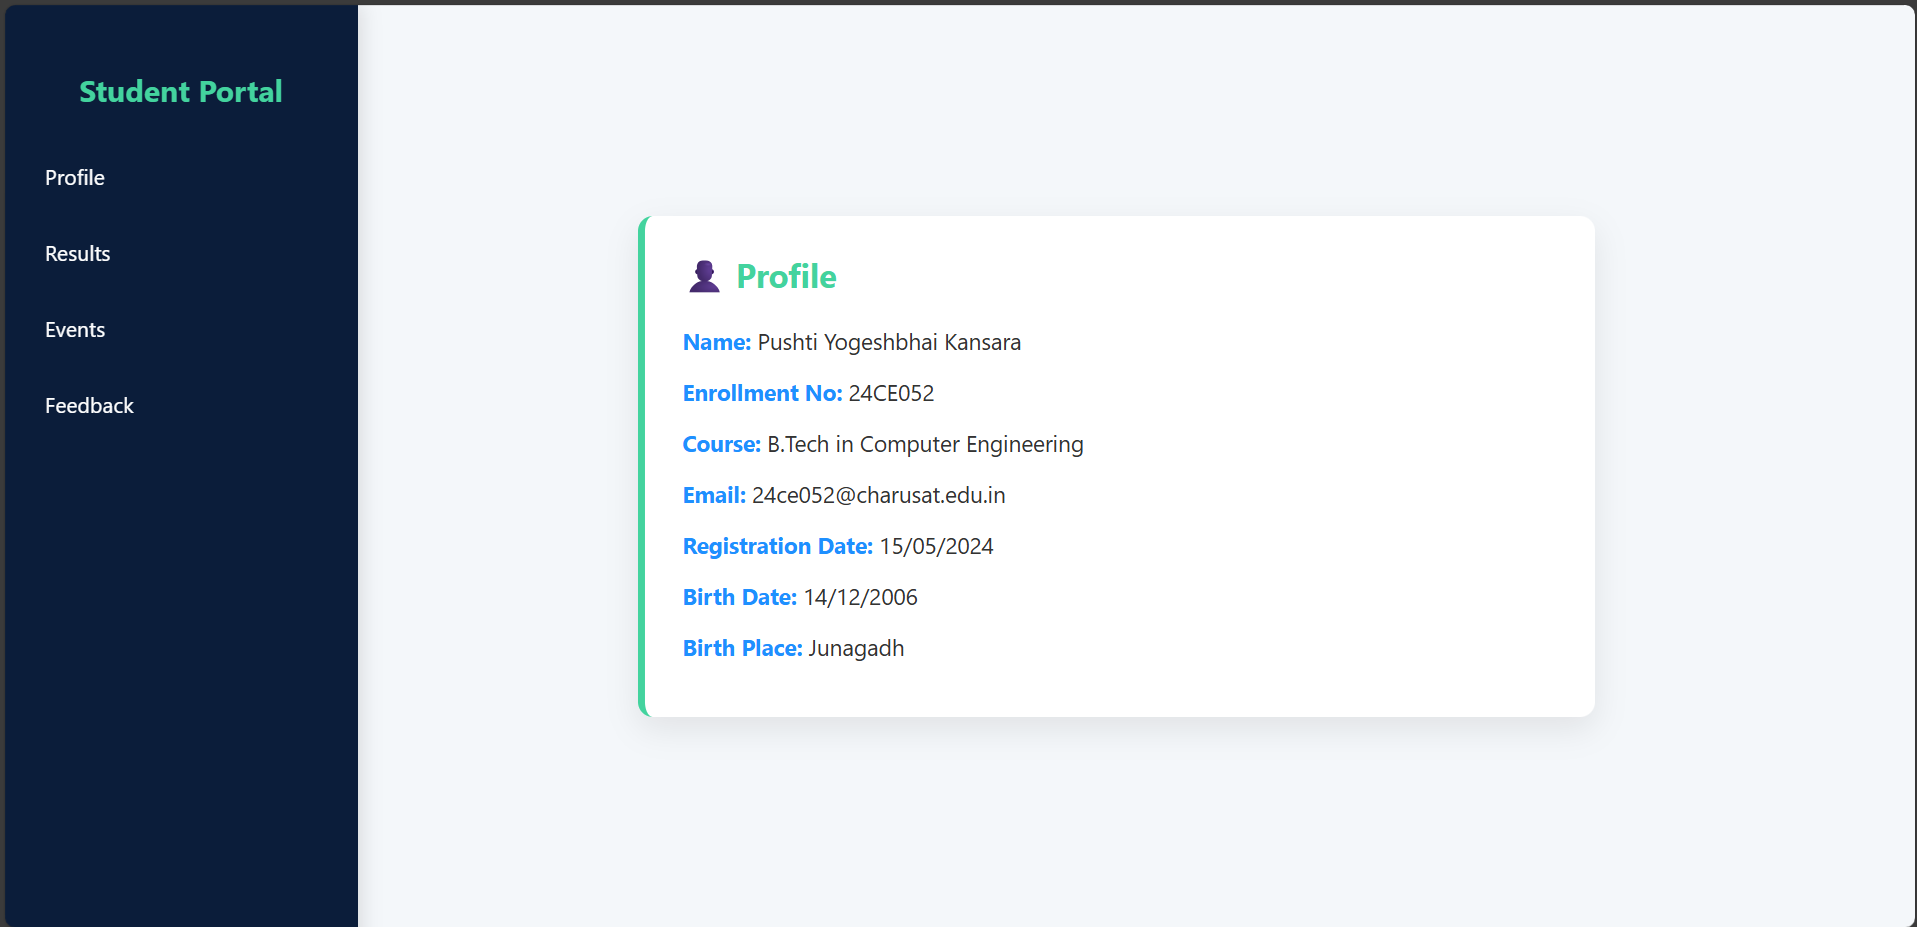 Student Portal
Profile
Results
Events
Feedback
Profile
Name: Pushti Yogeshbhai Kansara
Enrollment No: 24CE052
Course: B.Tech in Computer Engineering
Email: 24ce052@charusat.edu.in
Registration Date: 15/05/2024
Birth Date: 14/12/2006
Birth Place: Junagadh